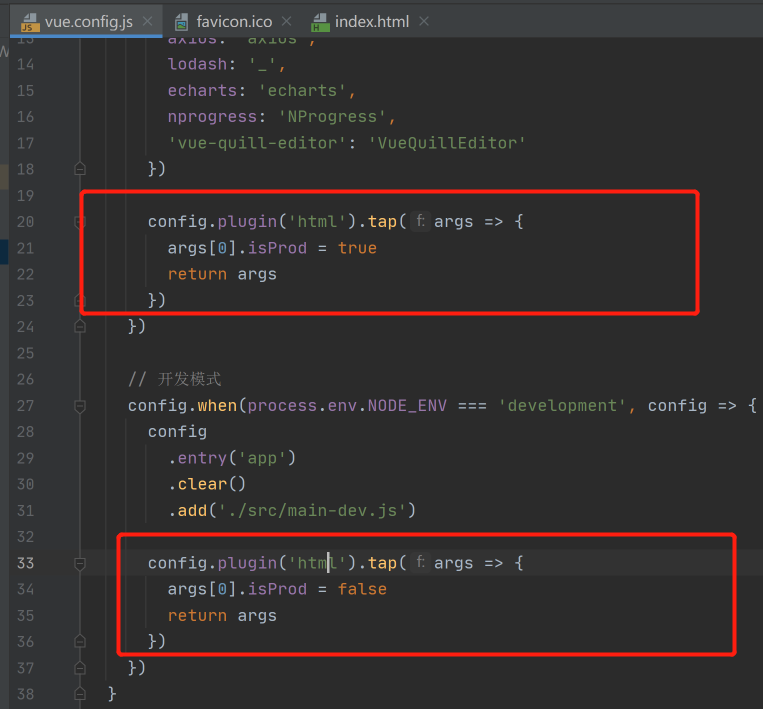 vue.config.js
favicon.ico
index.html
13 axios: 'axios',
14 lodash: '_',
15 echarts: 'echarts',
16 nprogress: 'NProgress',
17 'vue-quill-editor': 'VueQuillEditor'
18 })
19
20 config.plugin('html').tap( f: args => {
21 args[0].isProd = true
22 return args
23 })
24 })
25
26 // 开发模式
27 config.when(process.env.NODE_ENV === 'development', config => {
28 config
29 .entry('app')
30 .clear()
31 .add('./src/main-dev.js')
32
33 config.plugin('html').tap( f: args => {
34 args[0].isProd = false
35 return args
36 })
37 })
38 }